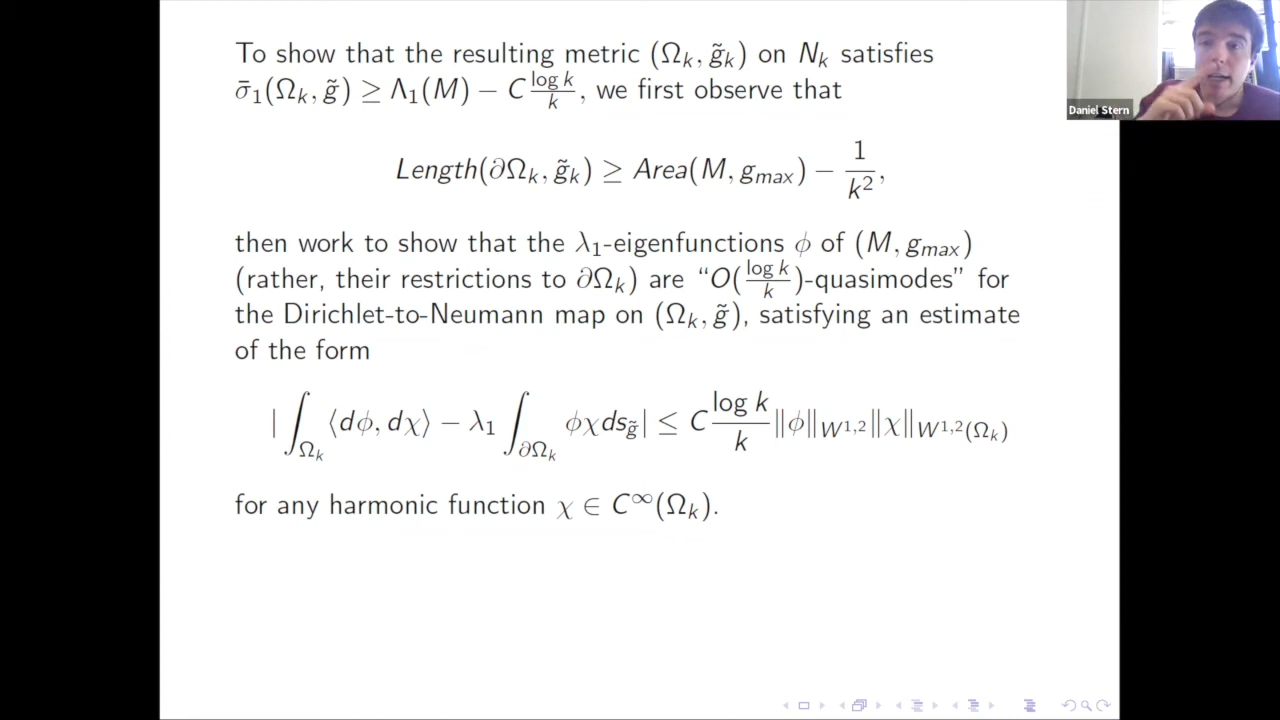 To show that the resulting metric (Ω_k, g̃_k) on N_k satisfies
σ̄_1(Ω_k, g̃) ≥ Λ_1(M) − C log k / k, we first observe that
Length(∂Ω_k, g̃_k) ≥ Area(M, g_max) − 1/k²,
then work to show that the λ_1-eigenfunctions ϕ of (M, g_max)
(rather, their restrictions to ∂Ω_k) are “O(log k / k)-quasimodes” for
the Dirichlet-to-Neumann map on (Ω_k, g̃), satisfying an estimate
of the form
|∫_{Ω_k} ⟨dϕ, dχ⟩ − λ_1 ∫_{∂Ω_k} ϕχds_g̃| ≤ C log k / k ‖ϕ‖_{W^{1,2}}‖χ‖_{W^{1,2}(Ω_k)}
for any harmonic function χ ∈ C^∞(Ω_k).
Daniel Stern